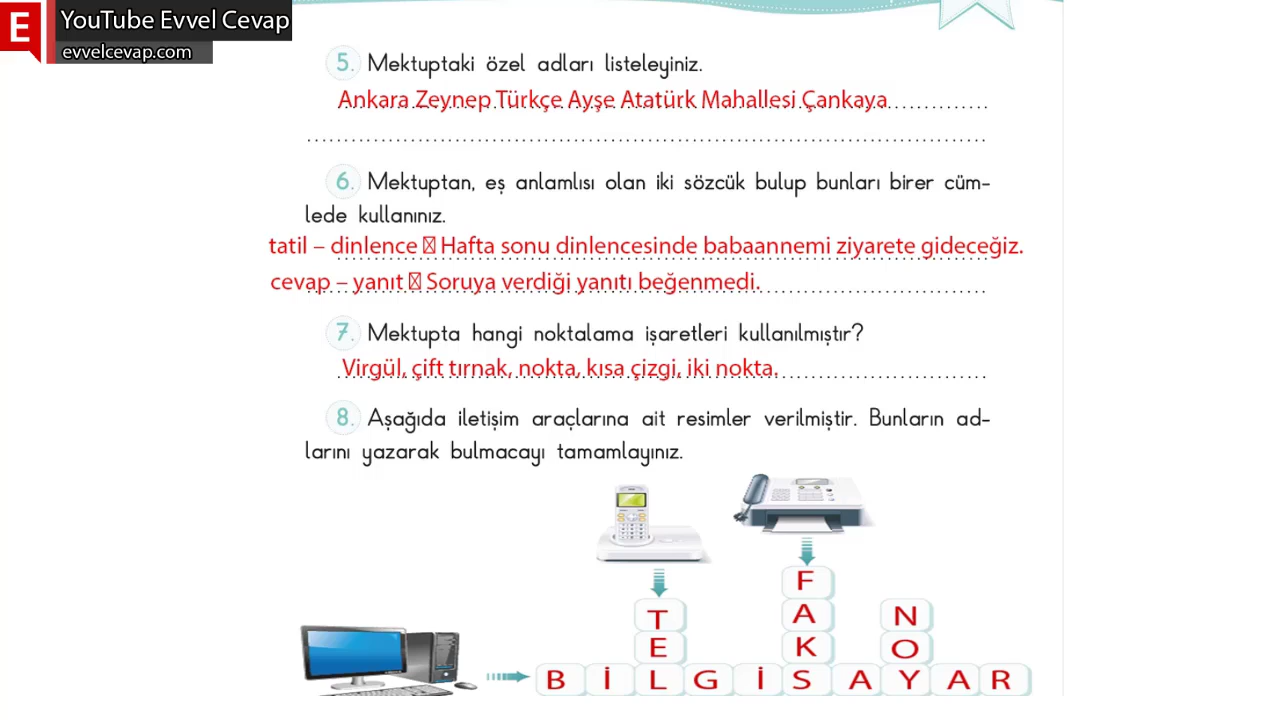 E
YouTube Evvel Cevap
evvelcevap.com
5. Mektuptaki özel adları listeleyiniz.
Ankara Zeynep Türkçe Ayşe Atatürk Mahallesi Çankaya
6. Mektuptan, eş anlamlısı olan iki sözcük bulup bunları birer cüm-
lede kullanınız.
tatil – dinlence Hafta sonu dinlencesinde babaannemi ziyarete gideceğiz.
cevap – yanıt Soruya verdiği yanıtı beğenmedi.
7. Mektupta hangi noktalama işaretleri kullanılmıştır?
Virgül, çift tırnak, nokta, kısa çizgi, iki nokta.
8. Aşağıda iletişim araçlarına ait resimler verilmiştir. Bunların ad-
larını yazarak bulmacayı tamamlayınız.
F
T A N
E K O
B İ L G İ S A Y A R